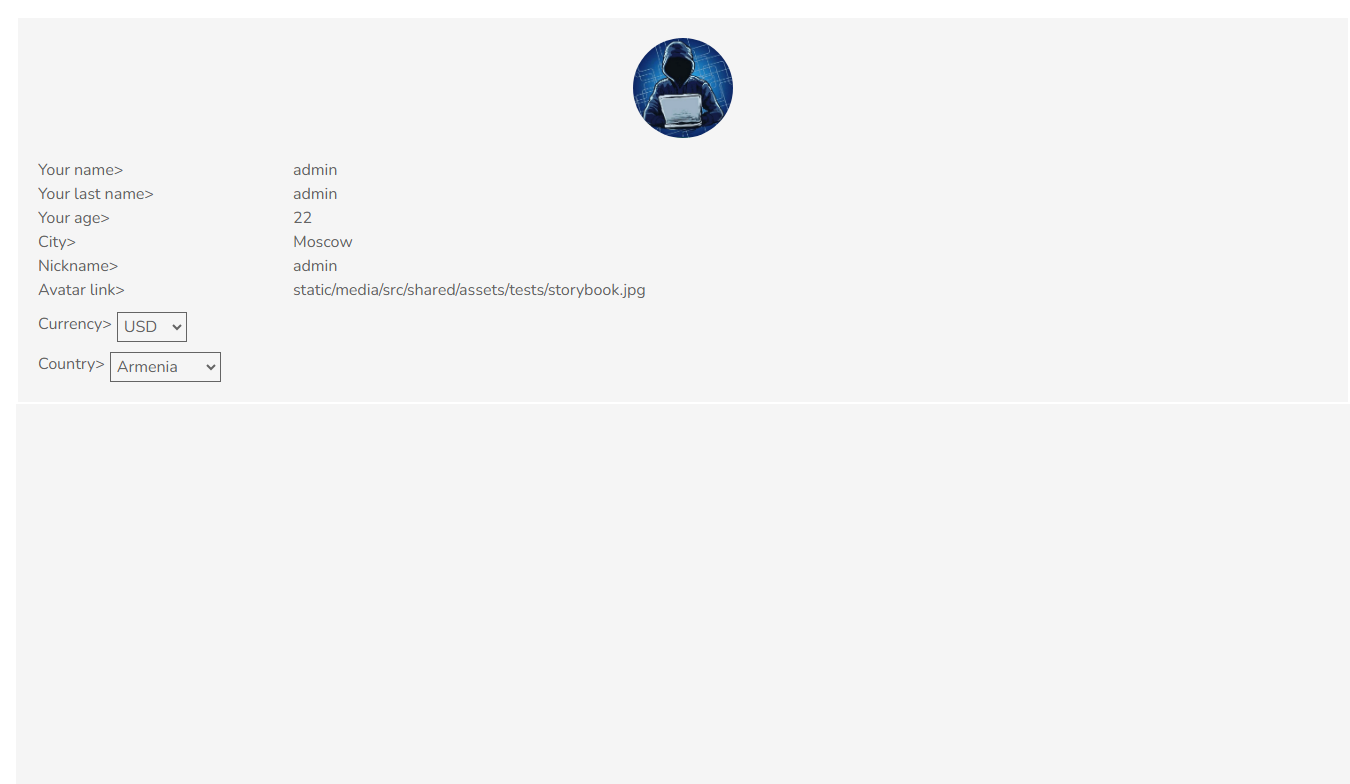 Your name> admin
Your last name> admin
Your age> 22
City> Moscow
Nickname> admin
Avatar link> static/media/src/shared/assets/tests/storybook.jpg
Currency> USD
Country> Armenia